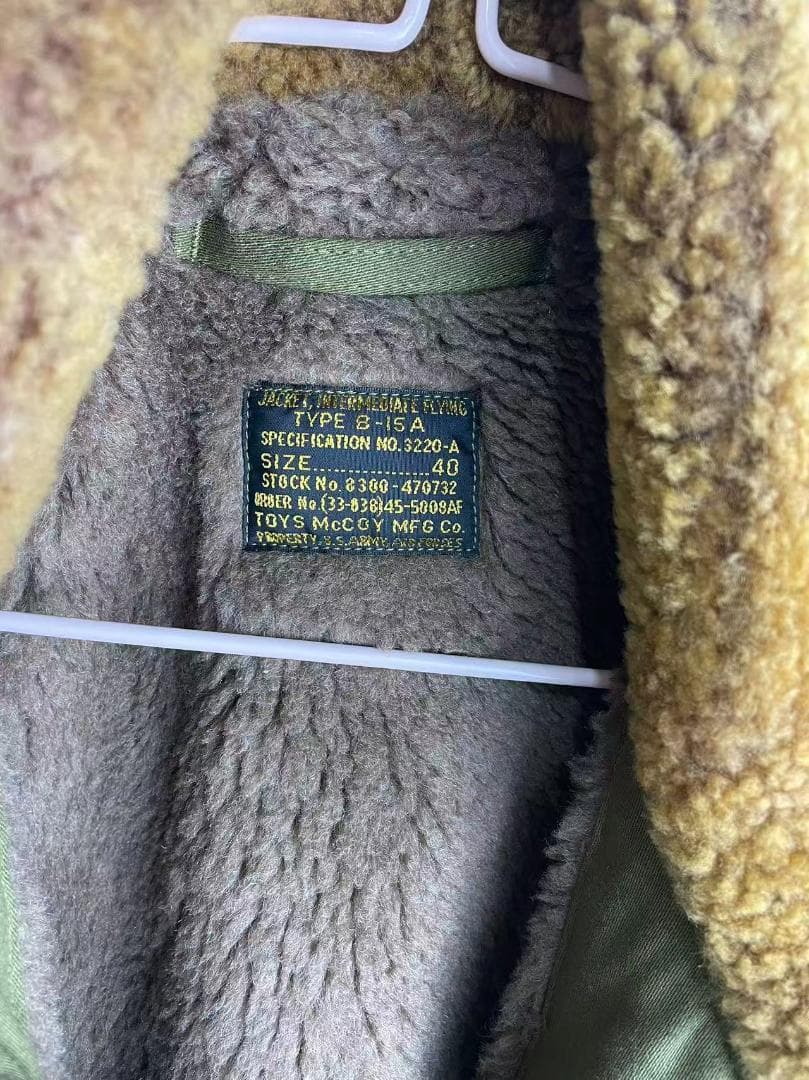 JACKET, INTERMEDIATE FLYING
TYPE B-15A
SPECIFICATION NO. 3220-A
SIZE.............40
STOCK No. 8300-470732
ORDER No. (33-038)45-5008AF
TOYS McCOY MFG Co.
PROPERTY, U.S. ARMY AIR FORCES